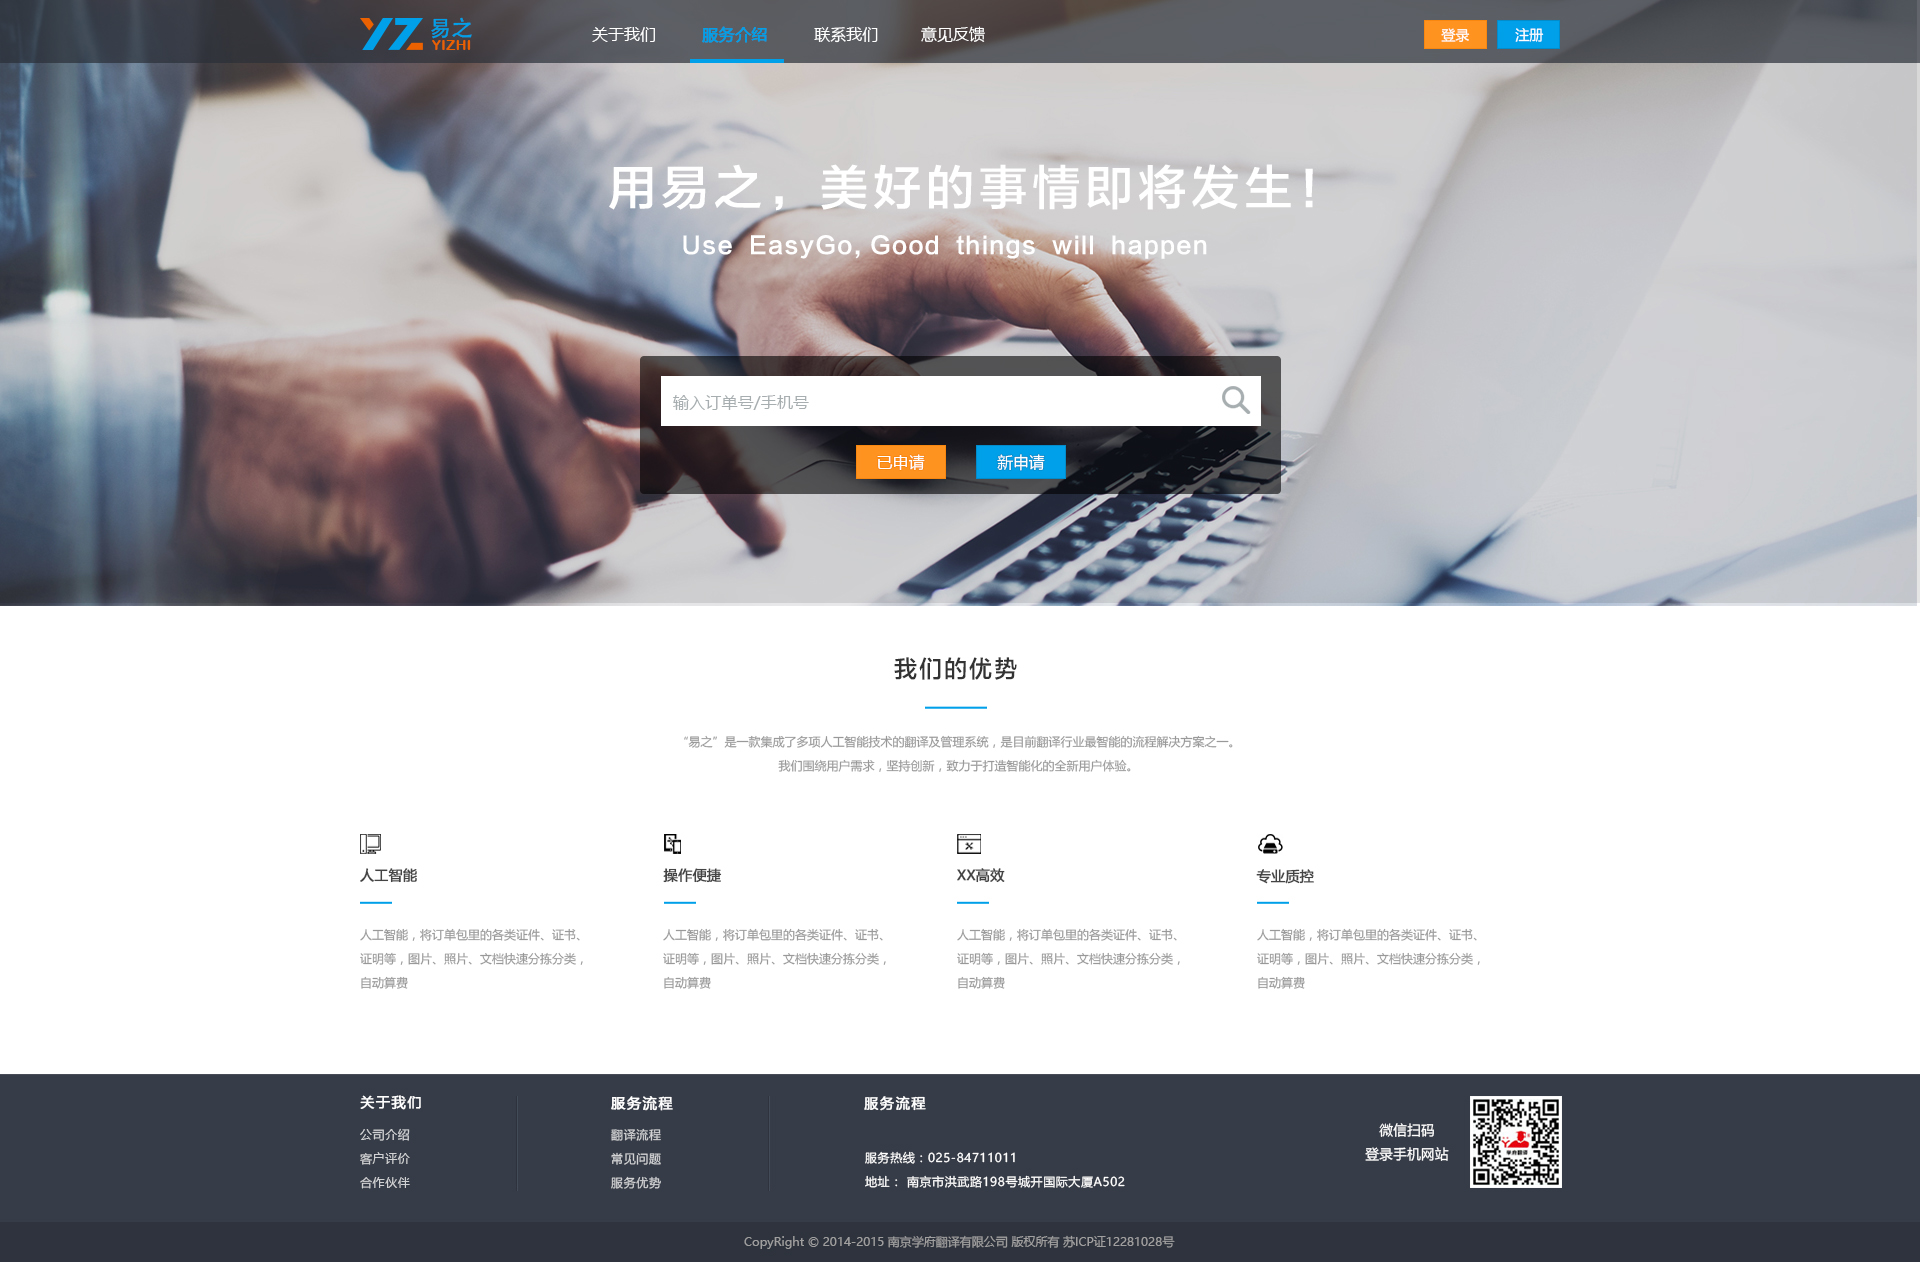 易之
YIZHI
关于我们 服务介绍 联系我们 意见反馈
登录 注册
用易之，美好的事情即将发生！
Use EasyGo, Good things will happen
输入订单号/手机号
已申请 新申请
我们的优势
“易之”是一款集成了多项人工智能技术的翻译及管理系统，是目前翻译行业最智能的流程解决方案之一。
我们围绕用户需求，坚持创新，致力于打造智能化的全新用户体验。
人工智能
人工智能，将订单包里的各类证件、证书、
证明等，图片、照片、文档快速分拣分类，
自动算费
操作便捷
人工智能，将订单包里的各类证件、证书、
证明等，图片、照片、文档快速分拣分类，
自动算费
XX高效
人工智能，将订单包里的各类证件、证书、
证明等，图片、照片、文档快速分拣分类，
自动算费
专业质控
人工智能，将订单包里的各类证件、证书、
证明等，图片、照片、文档快速分拣分类，
自动算费
关于我们
公司介绍
客户评价
合作伙伴
服务流程
翻译流程
常见问题
服务优势
服务流程
服务热线：025-84711011
地址： 南京市洪武路198号城开国际大厦A502
微信扫码
登录手机网站
CopyRight © 2014-2015 南京学府翻译有限公司 版权所有 苏ICP证12281028号